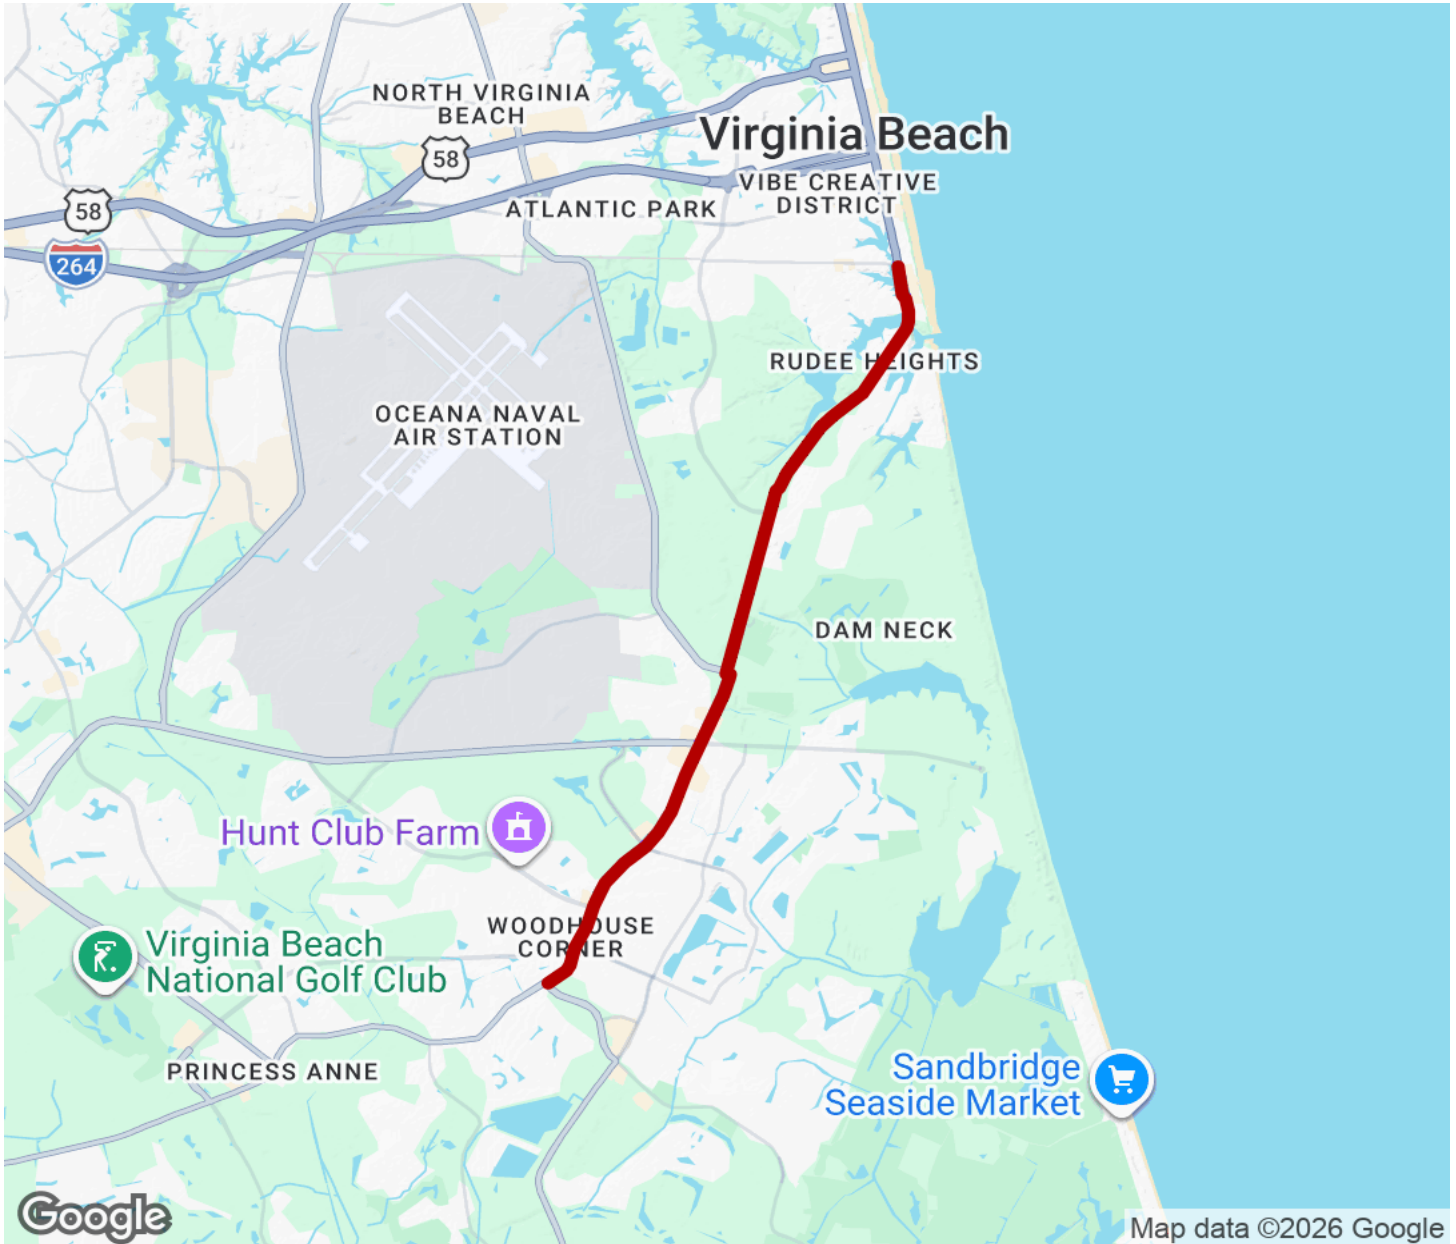 NORTH VIRGINIA
BEACH
58
Virginia Beach
VIBE CREATIVE
DISTRICT
58
ATLANTIC PARK
264
RUDEE HEIGHTS
OCEANA NAVAL
AIR STATION
DAM NECK
Hunt Club Farm
WOODHOUSE
CORNER
Virginia Beach
National Golf Club
PRINCESS ANNE
Sandbridge
Seaside Market
Google
Map data ©2026 Google